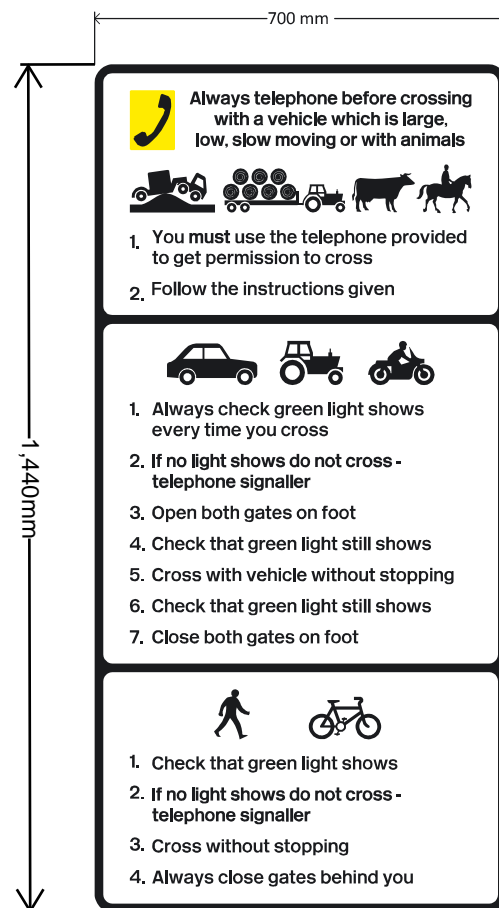 700 mm
Always telephone before crossing
with a vehicle which is large,
low, slow moving or with animals
1. You must use the telephone provided
to get permission to cross
2. Follow the instructions given
1,440mm
1. Always check green light shows
every time you cross
2. If no light shows do not cross -
telephone signaller
3. Open both gates on foot
4. Check that green light still shows
5. Cross with vehicle without stopping
6. Check that green light still shows
7. Close both gates on foot
1. Check that green light shows
2. If no light shows do not cross -
telephone signaller
3. Cross without stopping
4. Always close gates behind you